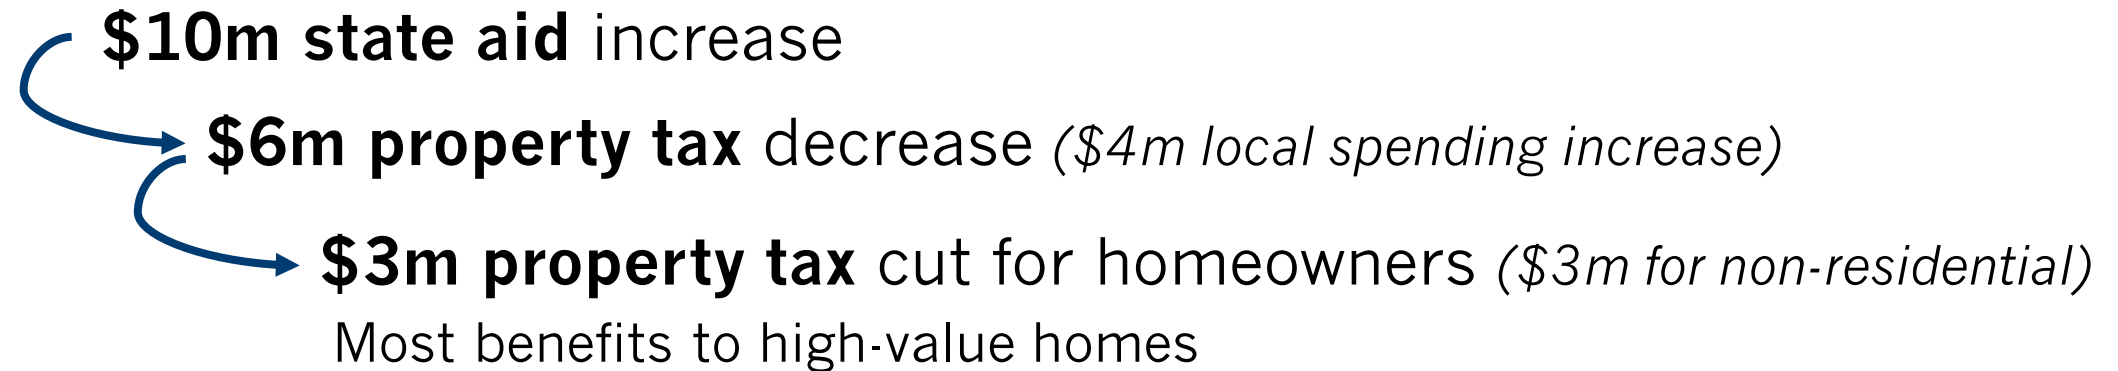 $10m state aid increase
$6m property tax decrease ($4m local spending increase)
$3m property tax cut for homeowners ($3m for non-residential)
Most benefits to high-value homes